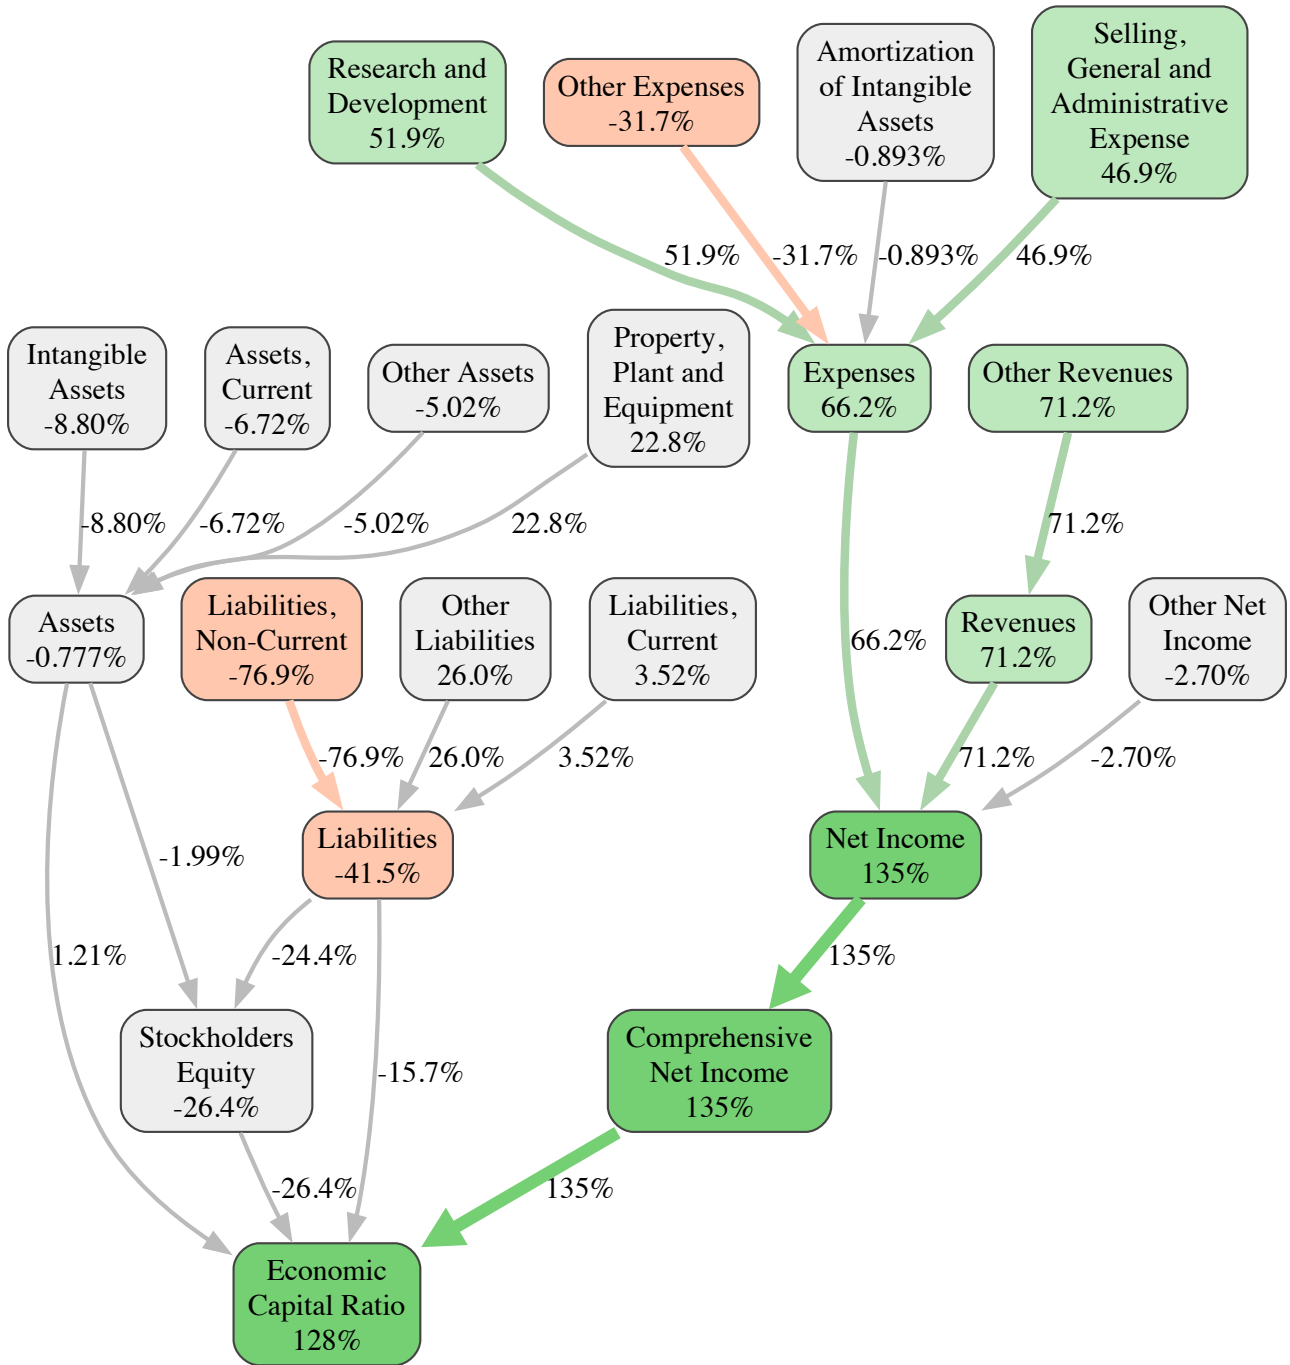 Research and
Development
51.9%
Other Expenses
-31.7%
Amortization
of Intangible
Assets
-0.893%
Selling,
General and
Administrative
Expense
46.9%
51.9%
-31.7%
-0.893%
46.9%
Intangible
Assets
-8.80%
Assets,
Current
-6.72%
Other Assets
-5.02%
Property,
Plant and
Equipment
22.8%
Expenses
66.2%
Other Revenues
71.2%
-8.80%
-6.72%
-5.02%
22.8%
71.2%
Assets
-0.777%
Liabilities,
Non-Current
-76.9%
Other
Liabilities
26.0%
Liabilities,
Current
3.52%
66.2%
Revenues
71.2%
Other Net
Income
-2.70%
-76.9%
26.0%
3.52%
71.2%
-2.70%
-1.99%
Liabilities
-41.5%
Net Income
135%
1.21%
-24.4%
135%
Stockholders
Equity
-26.4%
-15.7%
Comprehensive
Net Income
135%
-26.4%
135%
Economic
Capital Ratio
128%